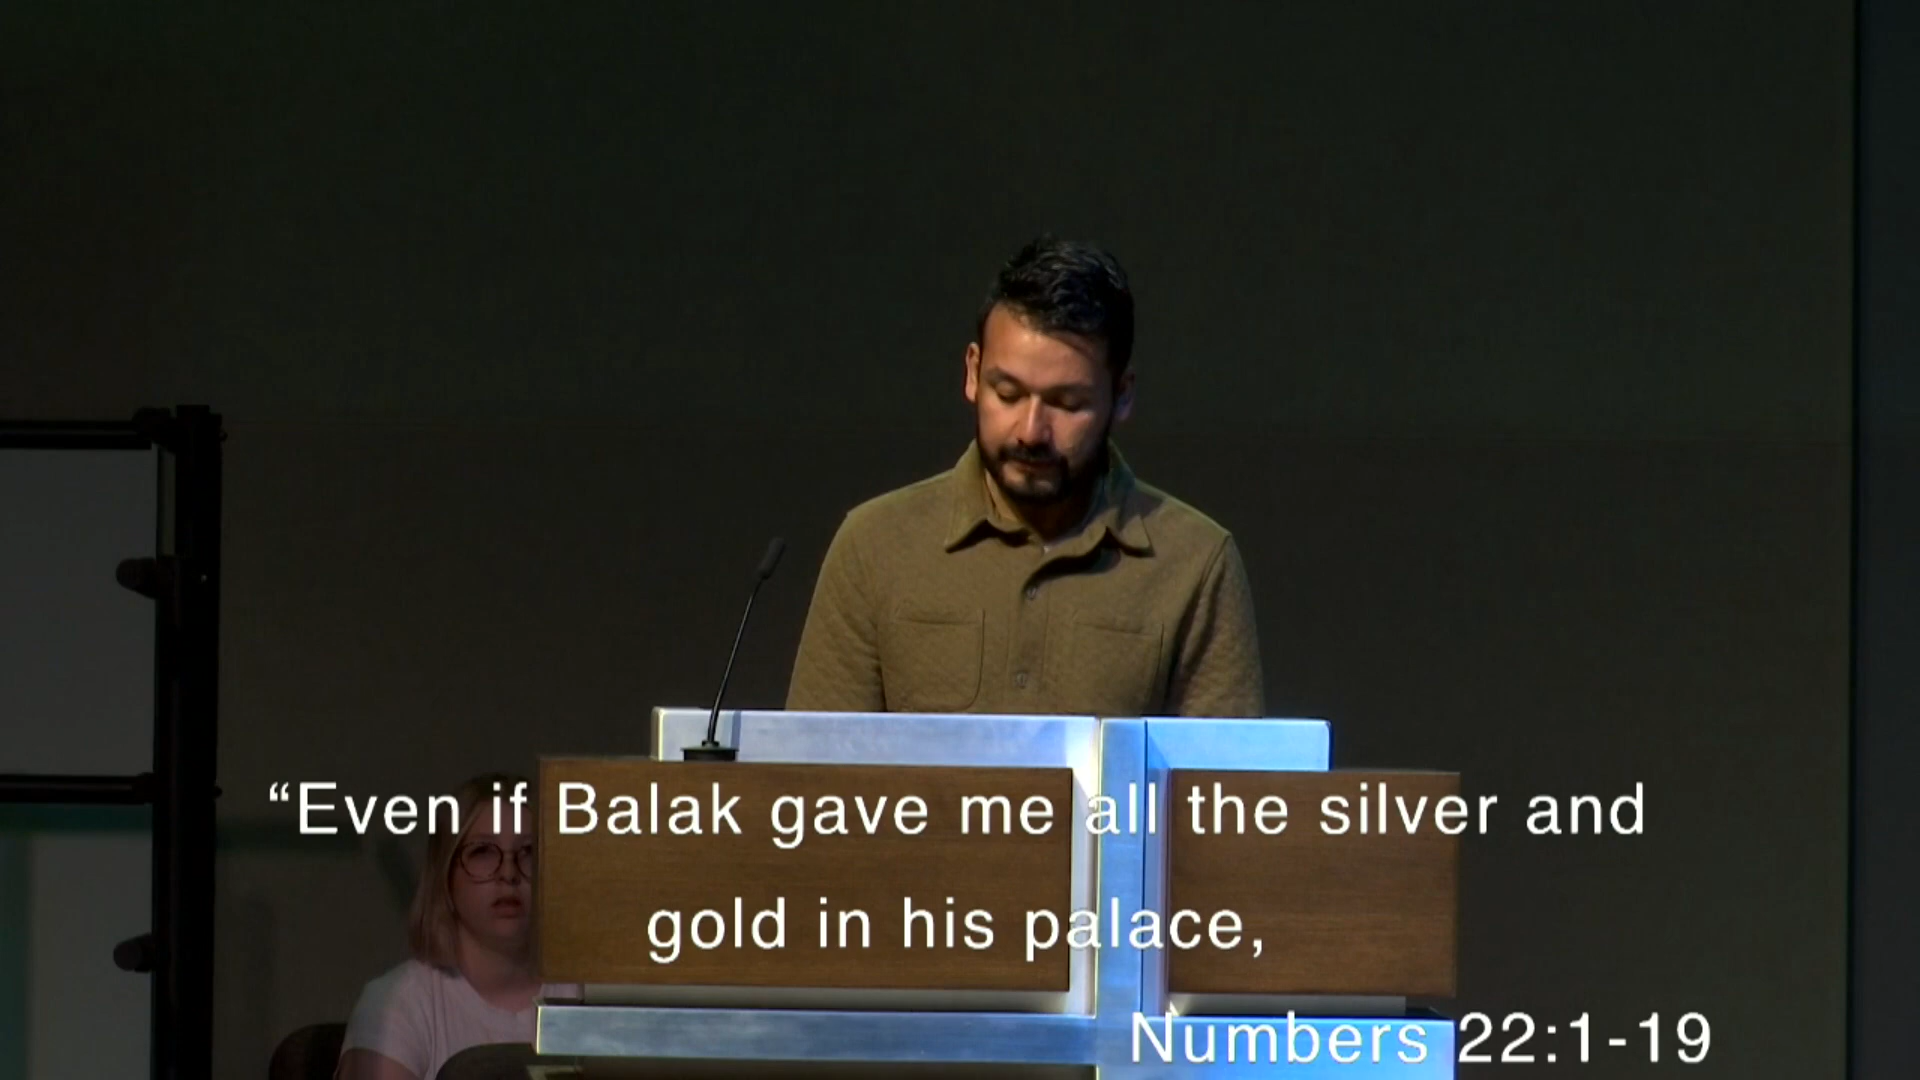 “Even if Balak gave me all the silver and
gold in his palace,
Numbers 22:1-19